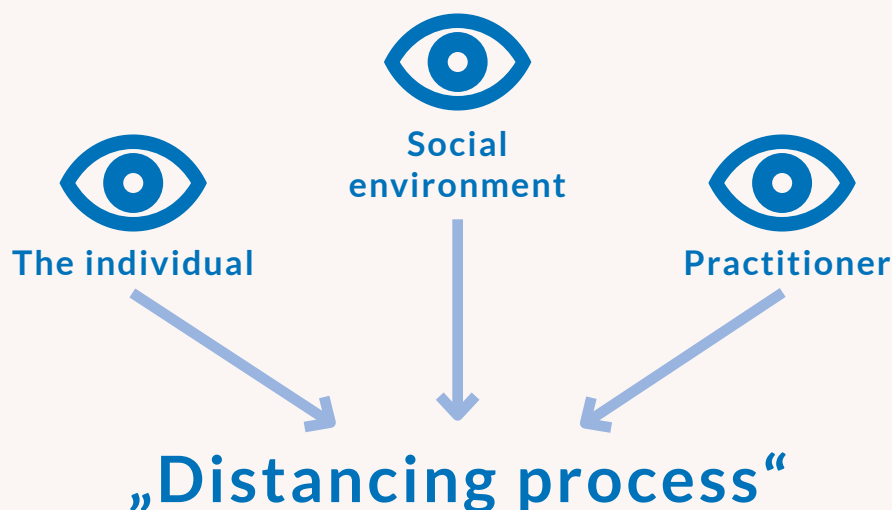 Social
environment
The individual
Practitioner
„Distancing process“